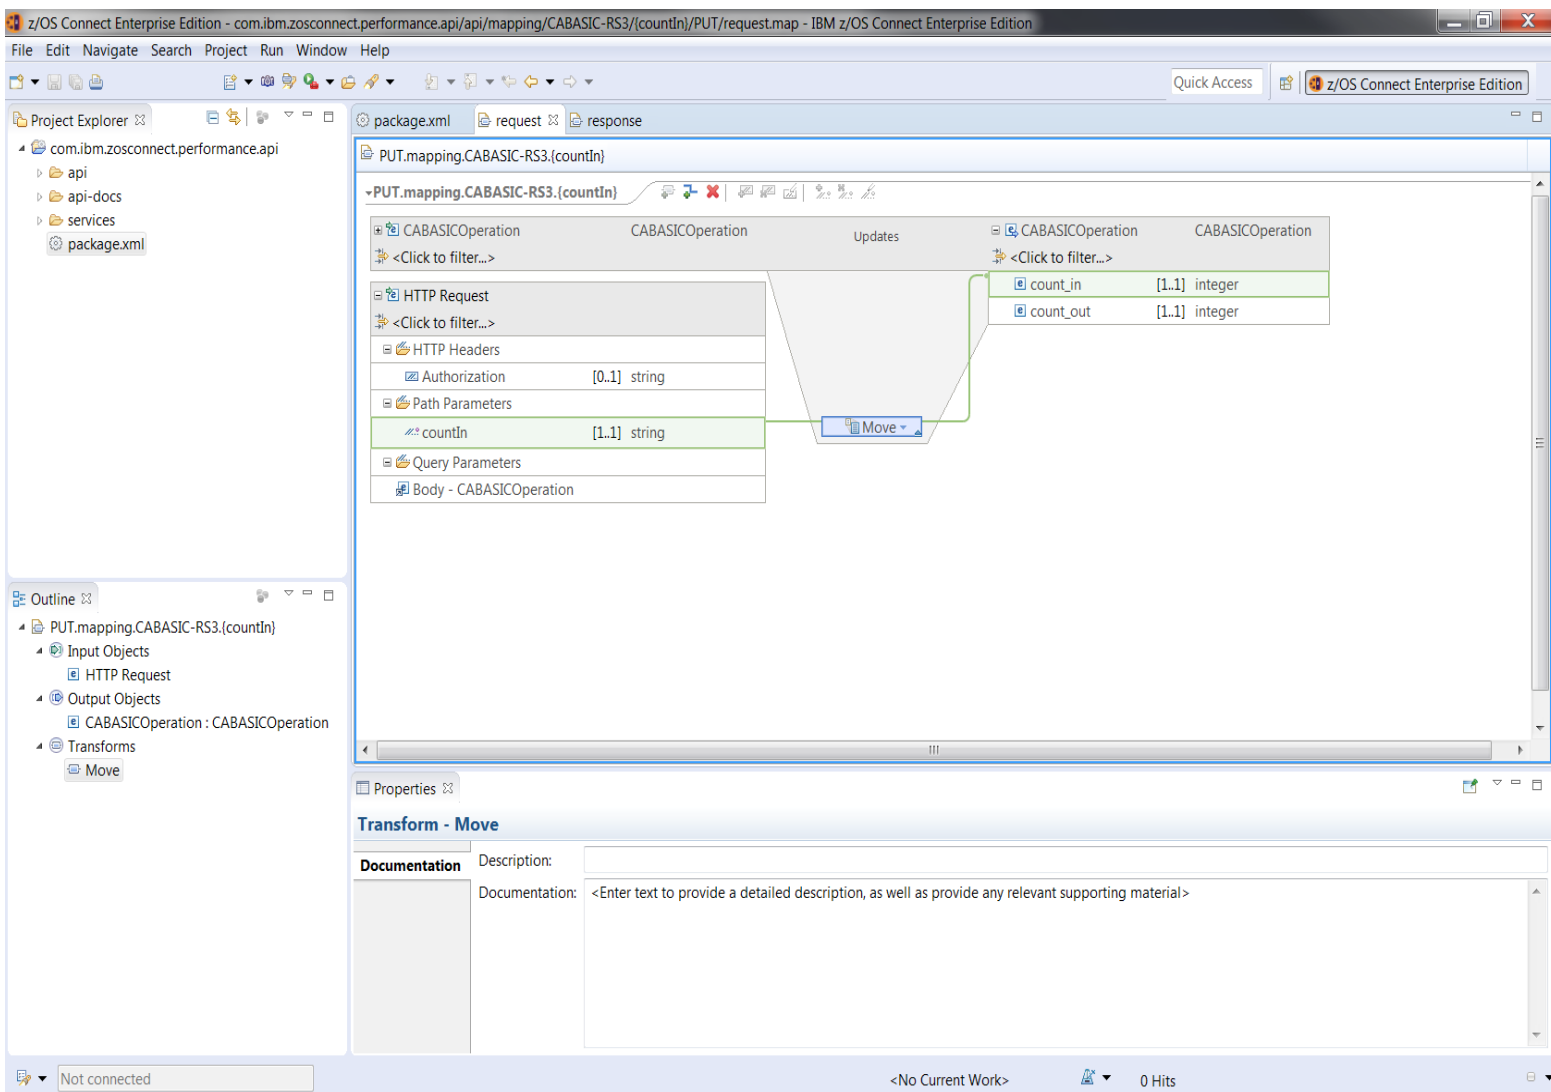 z/OS Connect Enterprise Edition - com.ibm.zosconnect.performance.api/api/mapping/CABASIC-RS3/{countIn}/PUT/request.map - IBM z/OS Connect Enterprise Edition
File Edit Navigate Search Project Run Window Help
Quick Access z/OS Connect Enterprise Edition
Project Explorer
com.ibm.zosconnect.performance.api
api
api-docs
services
package.xml
package.xml request response
PUT.mapping.CABASIC-RS3.{countIn}
PUT.mapping.CABASIC-RS3.{countIn}
CABASICOperation CABASICOperation
<Click to filter...>
Updates
CABASICOperation CABASICOperation
<Click to filter...>
count_in [1..1] integer
count_out [1..1] integer
HTTP Request
<Click to filter...>
HTTP Headers
Authorization [0..1] string
Path Parameters
countIn [1..1] string
Query Parameters
Body - CABASICOperation
Move
Outline
PUT.mapping.CABASIC-RS3.{countIn}
Input Objects
HTTP Request
Output Objects
CABASICOperation : CABASICOperation
Transforms
Move
Properties
Transform - Move
Documentation
Description:
Documentation: <Enter text to provide a detailed description, as well as provide any relevant supporting material>
Not connected
<No Current Work>
0 Hits